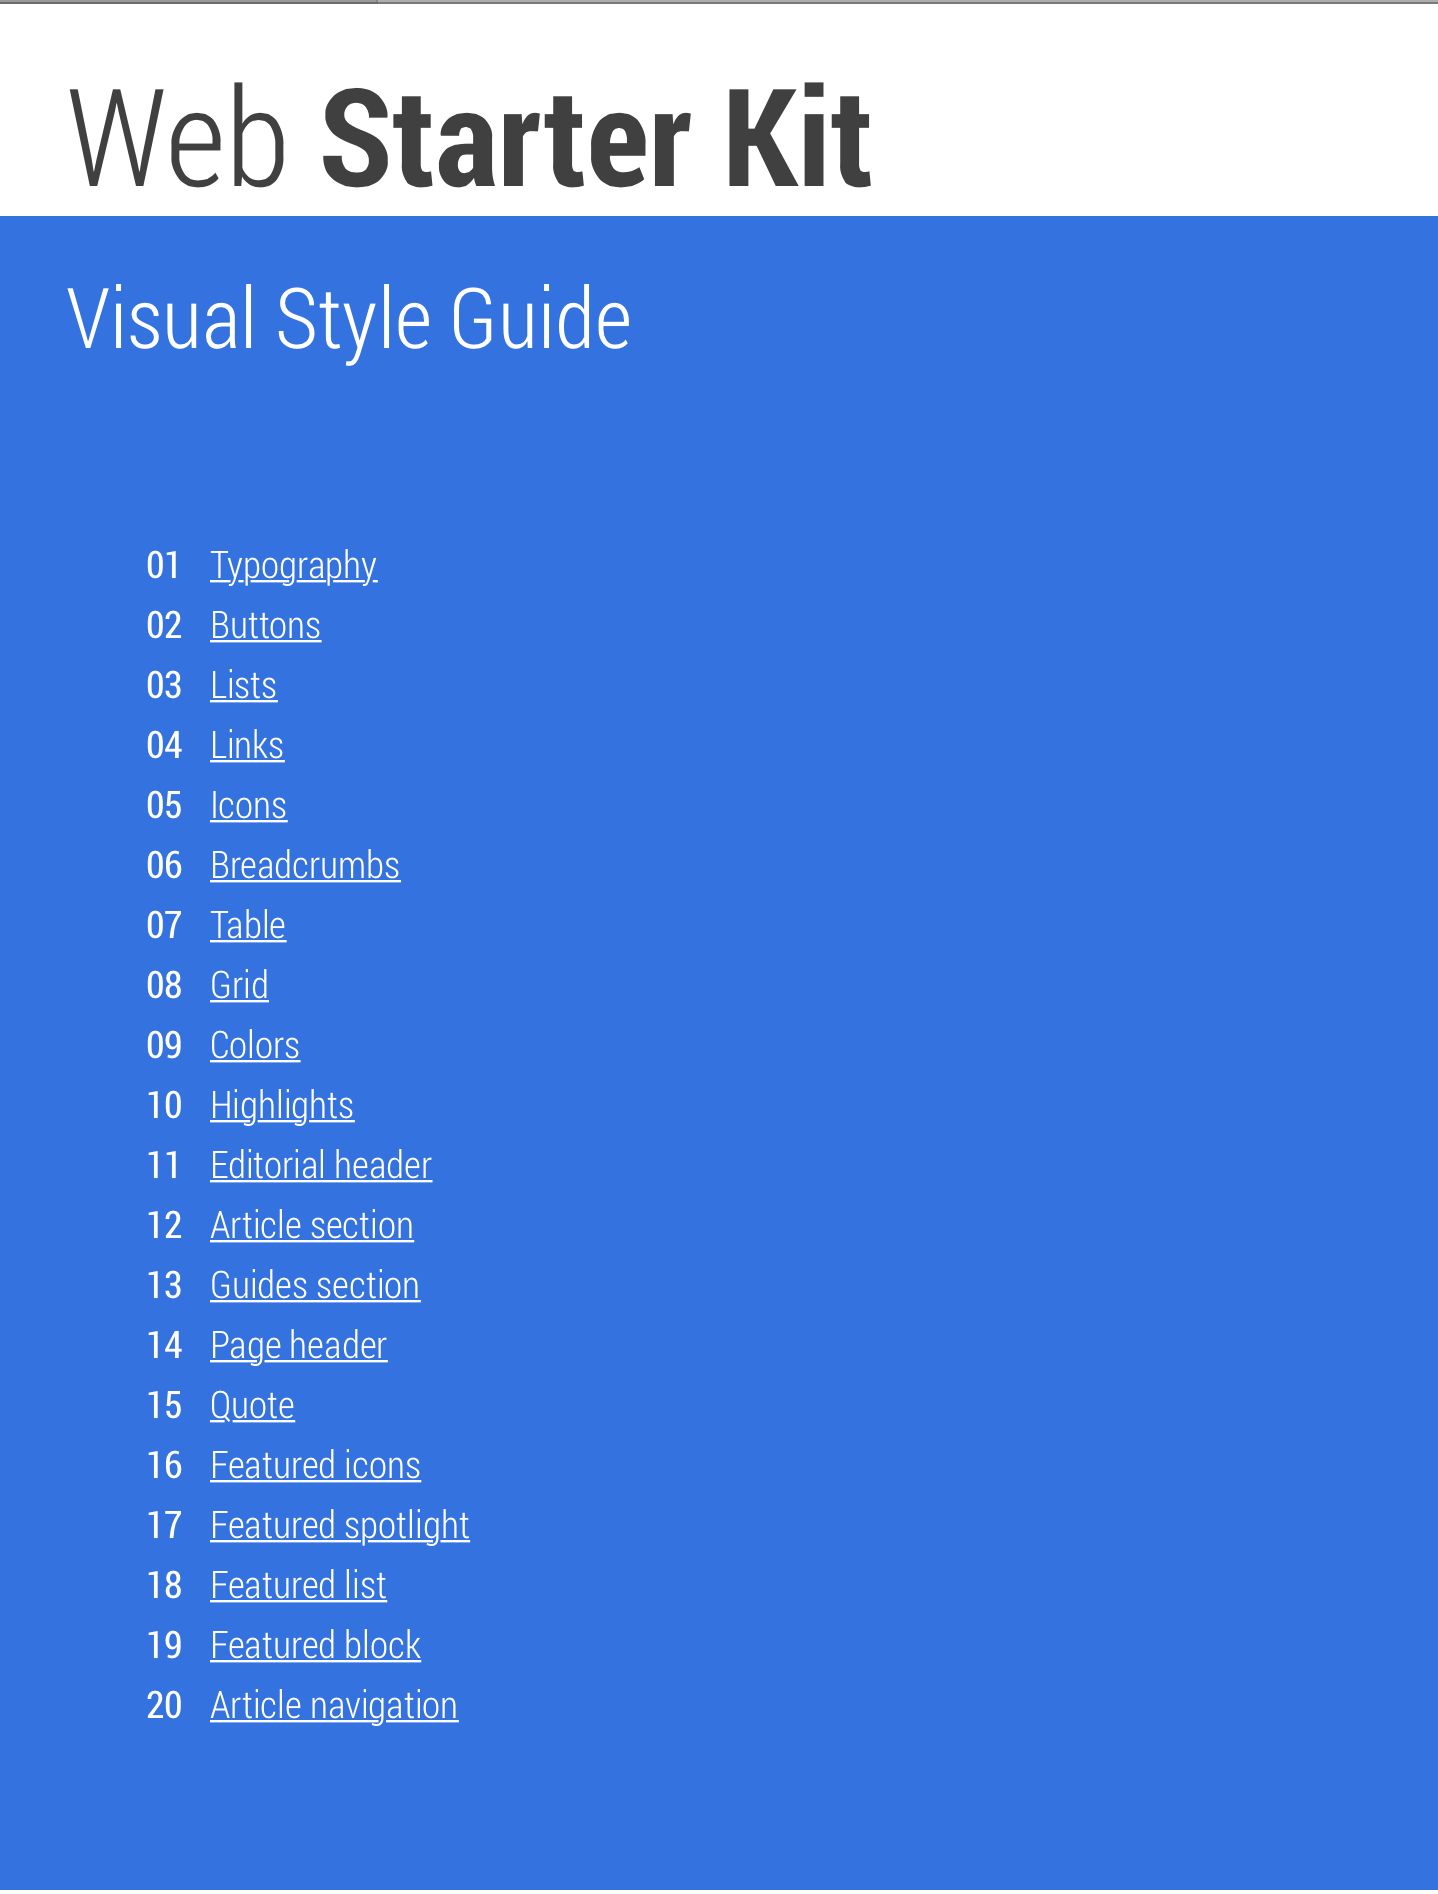 Web Starter Kit
Visual Style Guide
01 Typography
02 Buttons
03 Lists
04 Links
05 Icons
06 Breadcrumbs
07 Table
08 Grid
09 Colors
10 Highlights
11 Editorial header
12 Article section
13 Guides section
14 Page header
15 Quote
16 Featured icons
17 Featured spotlight
18 Featured list
19 Featured block
20 Article navigation